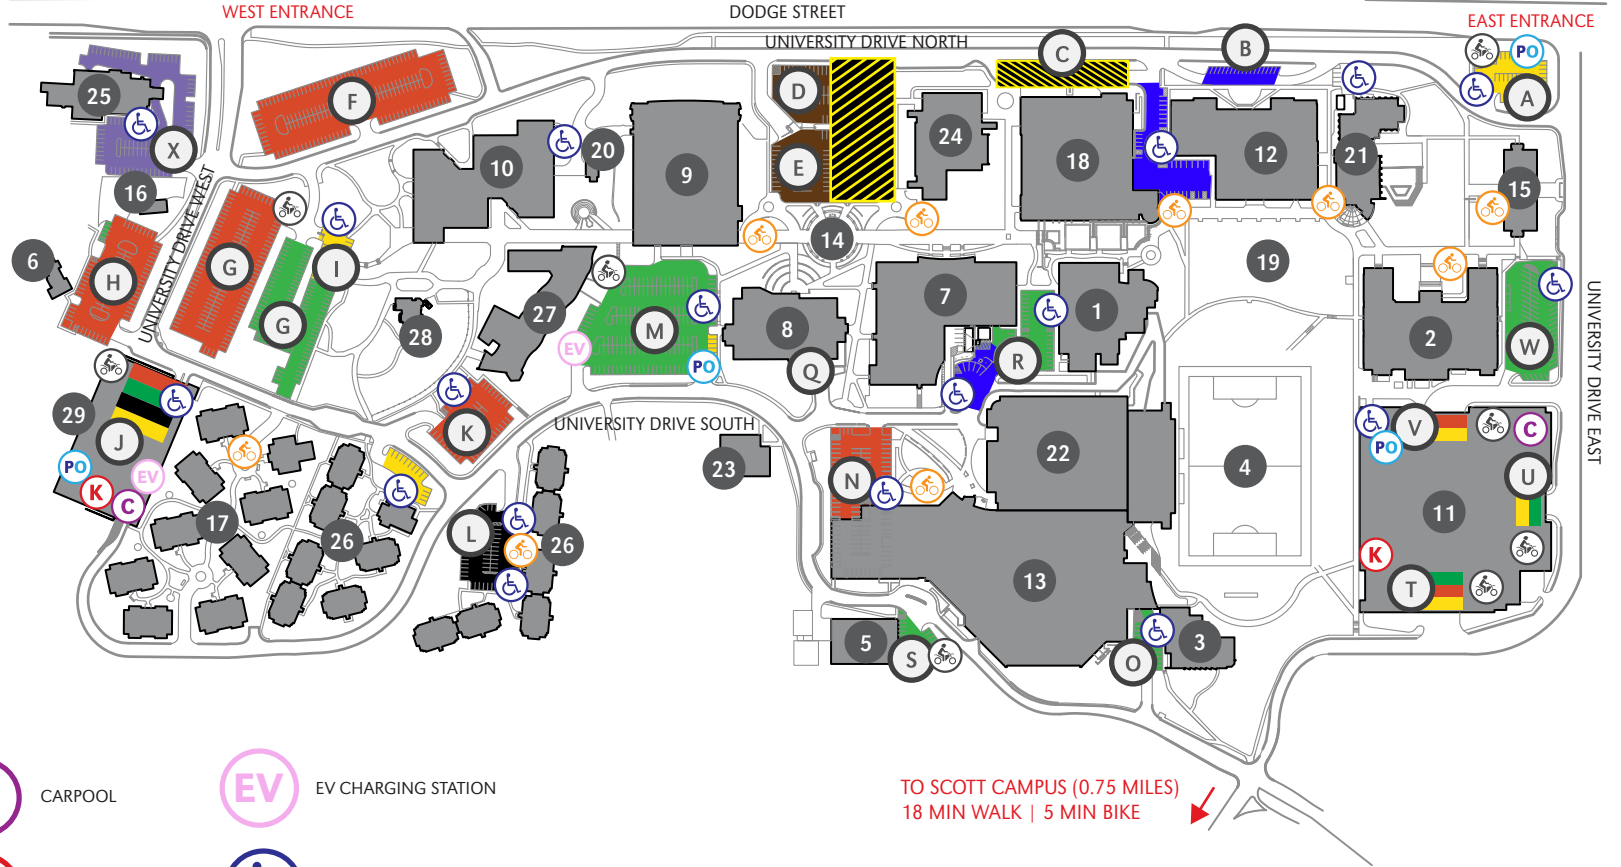 WEST ENTRANCE
DODGE STREET
EAST ENTRANCE
UNIVERSITY DRIVE NORTH
C
B
PO
A
25
F
D
X
E
24
18
12
21
10
20
9
16
15
UNIVERSITY DRIVE WEST
6
H
G
I
14
19
G
28
27
EV
M
PO
8
Q
7
R
1
2
W
UNIVERSITY DRIVE EAST
29
J
PO
K
C
EV
K
UNIVERSITY DRIVE SOUTH
23
N
22
4
V
C
PO
U
11
K
T
17
26
L
26
13
5
S
O
3
CARPOOL
EV
EV CHARGING STATION
TO SCOTT CAMPUS (0.75 MILES)
18 MIN WALK | 5 MIN BIKE